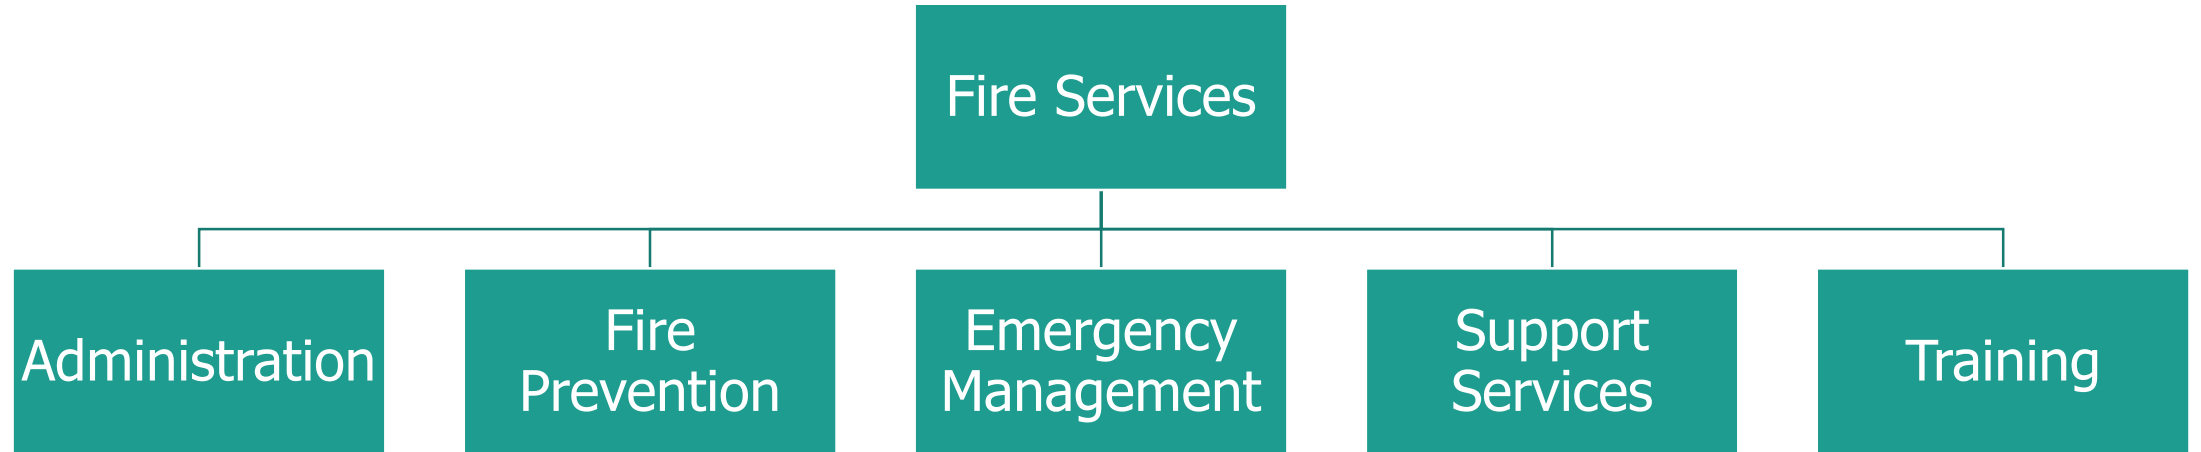 Fire Services
Administration
Fire
Prevention
Emergency
Management
Support
Services
Training